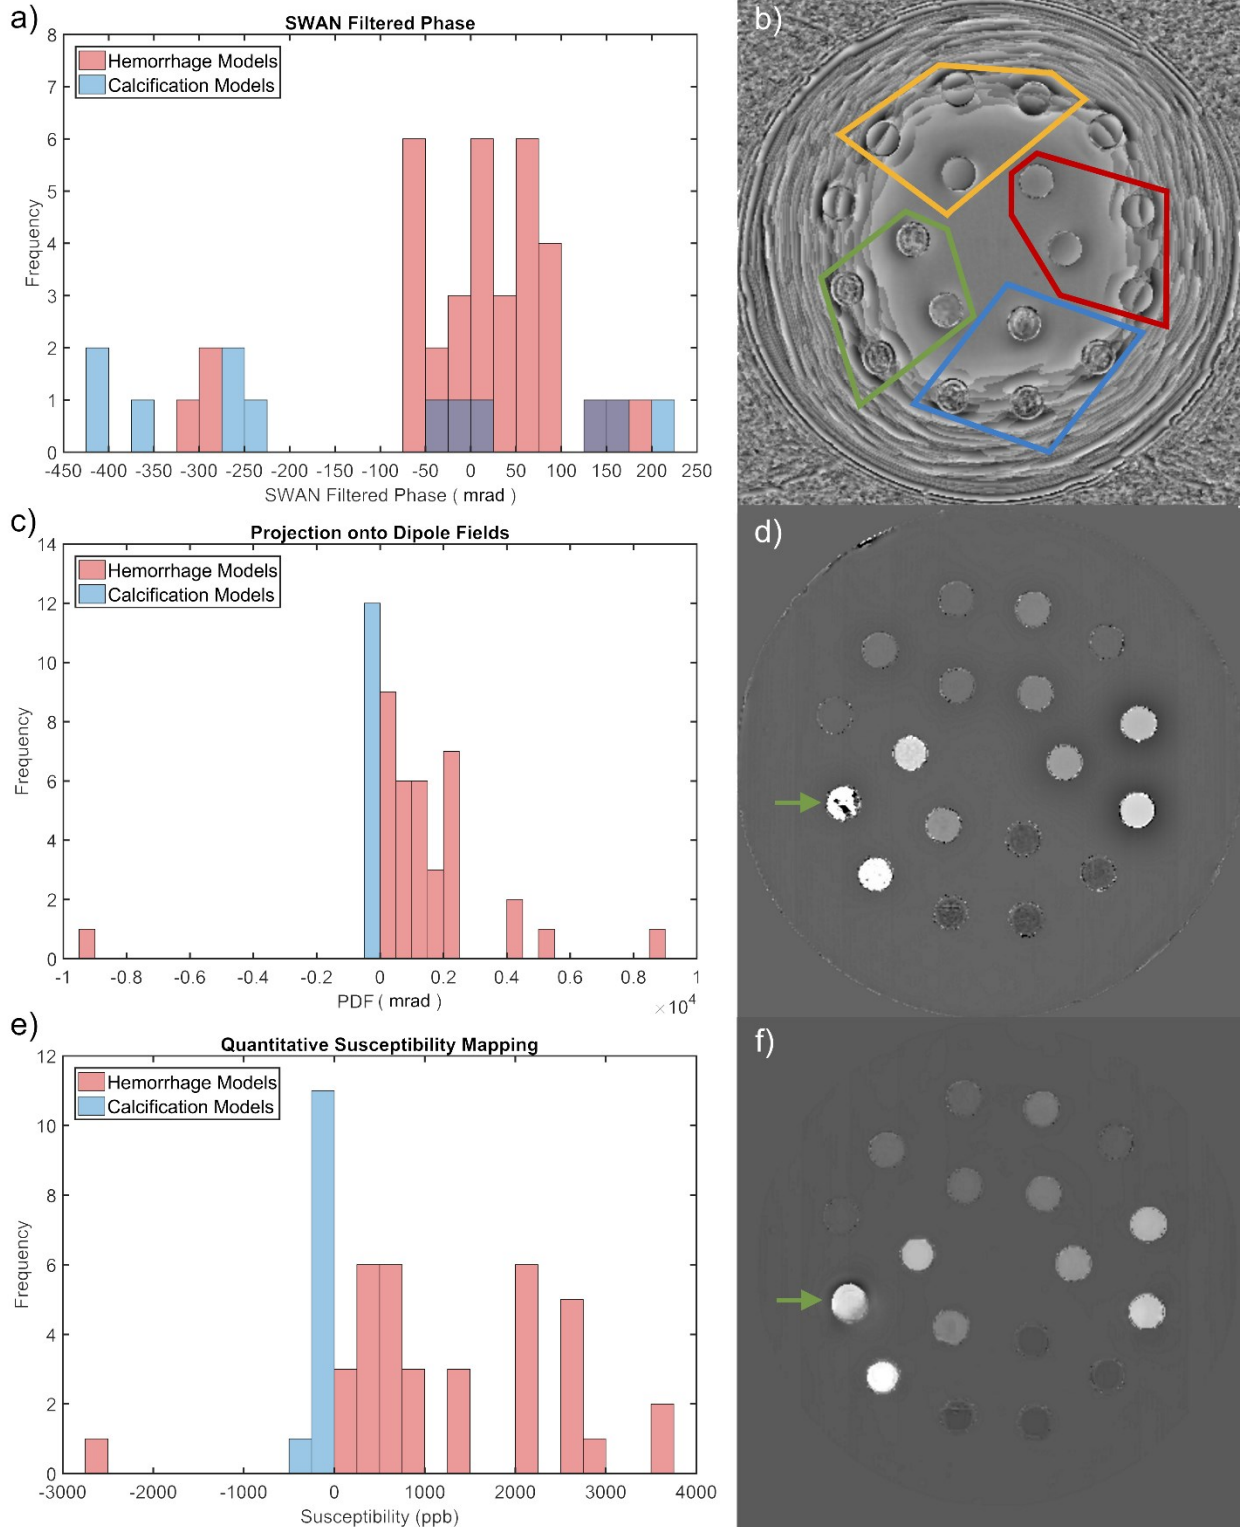 a)
SWAN Filtered Phase
8
7
6
5
4
3
2
1
0
Frequency
Hemorrhage Models
Calcification Models
-450 -400 -350 -300 -250 -200 -150 -100 -50 0 50 100 150 200 250
SWAN Filtered Phase ( mrad )
b)
c)
Projection onto Dipole Fields
14
12
10
8
6
4
2
0
Frequency
Hemorrhage Models
Calcification Models
-1 -0.8 -0.6 -0.4 -0.2 0 0.2 0.4 0.6 0.8 1
PDF ( mrad )
×10^4
d)
e)
Quantitative Susceptibility Mapping
12
10
8
6
4
2
0
Frequency
Hemorrhage Models
Calcification Models
-3000 -2000 -1000 0 1000 2000 3000 4000
Susceptibility (ppb)
f)